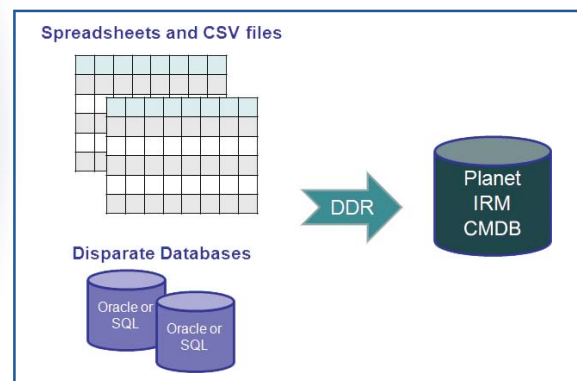 Spreadsheets and CSV files
DDR
Planet
IRM
CMDB
Disparate Databases
Oracle or
SQL
Oracle or
SQL